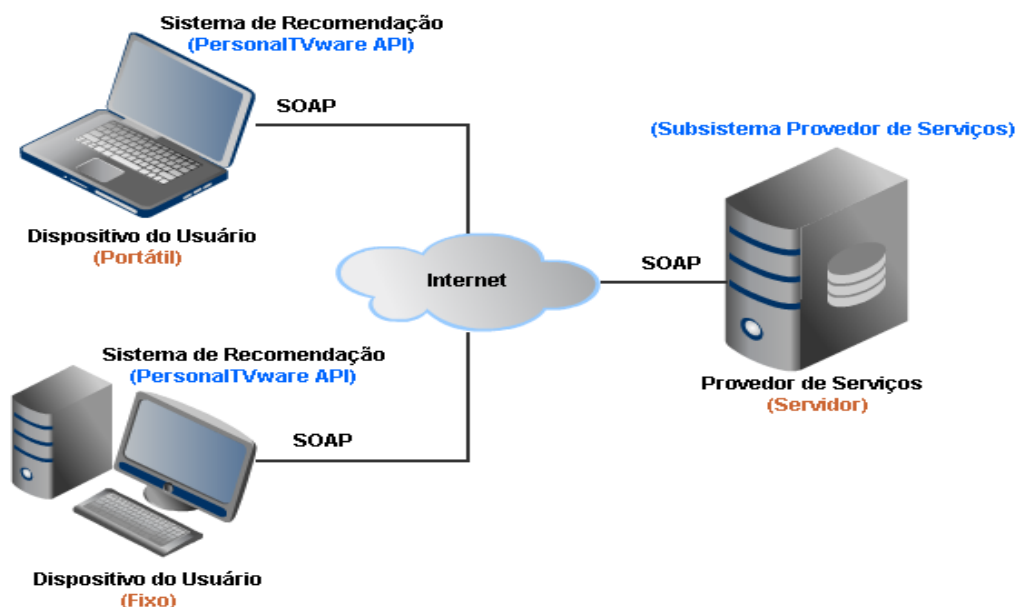 Sistema de Recomendação
(PersonalTVware API)
SOAP
Dispositivo do Usuário
(Portátil)
(Subsistema Provedor de Serviços)
Internet
SOAP
Provedor de Serviços
(Servidor)
Sistema de Recomendação
(PersonalTVware API)
SOAP
Dispositivo do Usuário
(Fixo)